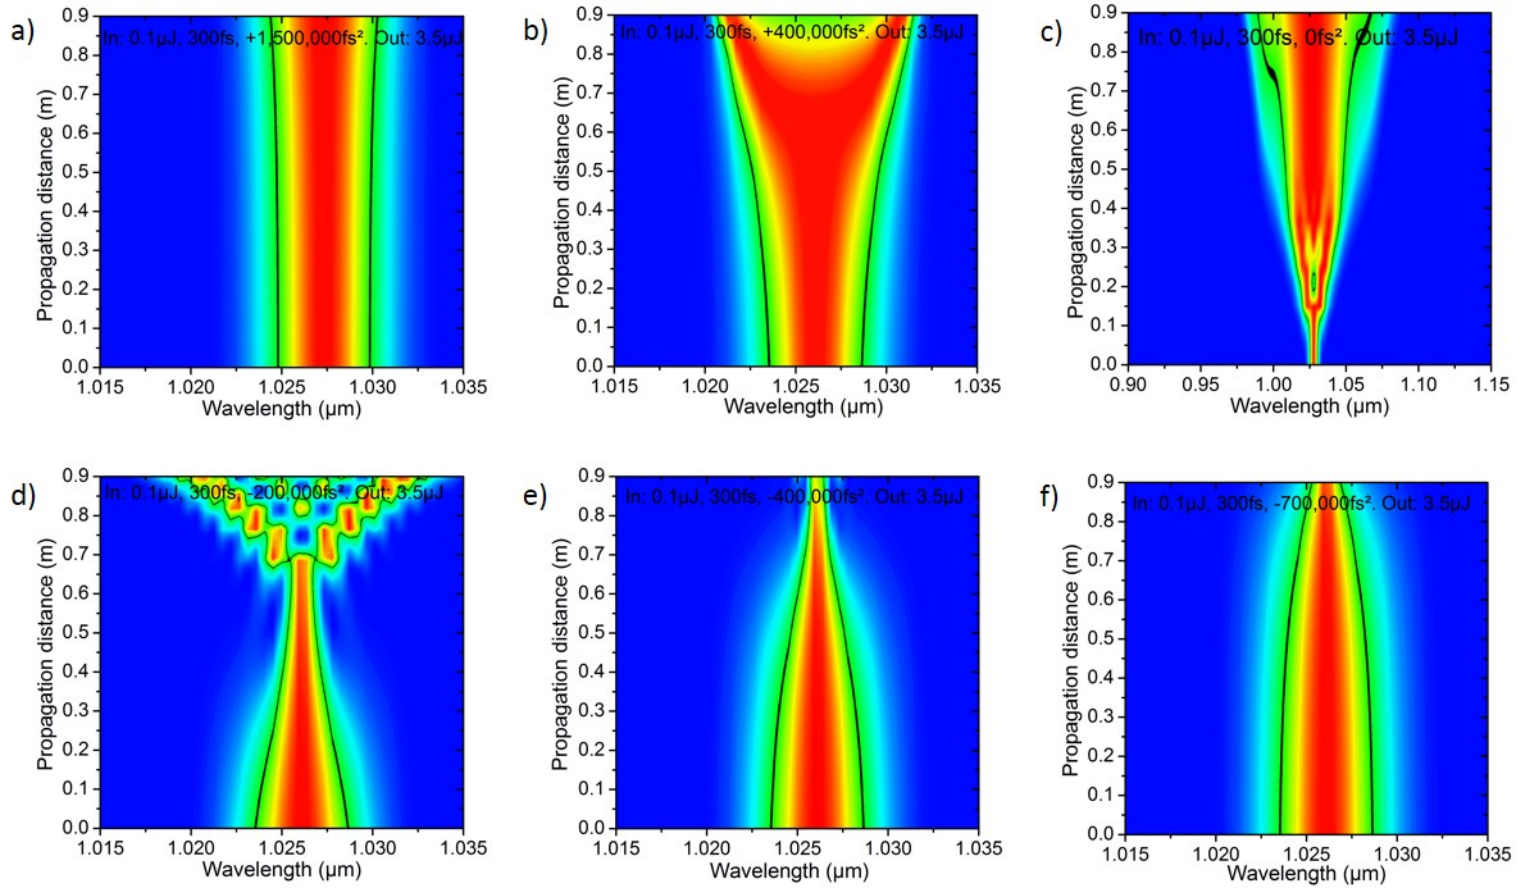 a)
In: 0.1µJ, 300fs, +1,500,000fs². Out: 3.5µJ
Propagation distance (m)
0.9
0.8
0.7
0.6
0.5
0.4
0.3
0.2
0.1
0.0
1.015 1.020 1.025 1.030 1.035
Wavelength (µm)
b)
In: 0.1µJ, 300fs, +400,000fs². Out: 3.5µJ
Propagation distance (m)
0.9
0.8
0.7
0.6
0.5
0.4
0.3
0.2
0.1
0.0
1.015 1.020 1.025 1.030 1.035
Wavelength (µm)
c)
In: 0.1µJ, 300fs, 0fs². Out: 3.5µJ
Propagation distance (m)
0.9
0.8
0.7
0.6
0.5
0.4
0.3
0.2
0.1
0.0
0.90 0.95 1.00 1.05 1.10 1.15
Wavelength (µm)
d)
In: 0.1µJ, 300fs, -200,000fs². Out: 3.5µJ
Propagation distance (m)
0.9
0.8
0.7
0.6
0.5
0.4
0.3
0.2
0.1
0.0
1.015 1.020 1.025 1.030 1.035
Wavelength (µm)
e)
In: 0.1µJ, 300fs, -400,000fs². Out: 3.5µJ
Propagation distance (m)
0.9
0.8
0.7
0.6
0.5
0.4
0.3
0.2
0.1
0.0
1.015 1.020 1.025 1.030 1.035
Wavelength (µm)
f)
In: 0.1µJ, 300fs, -700,000fs². Out: 3.5µJ
Propagation distance (m)
0.9
0.8
0.7
0.6
0.5
0.4
0.3
0.2
0.1
0.0
1.015 1.020 1.025 1.030 1.035
Wavelength (µm)